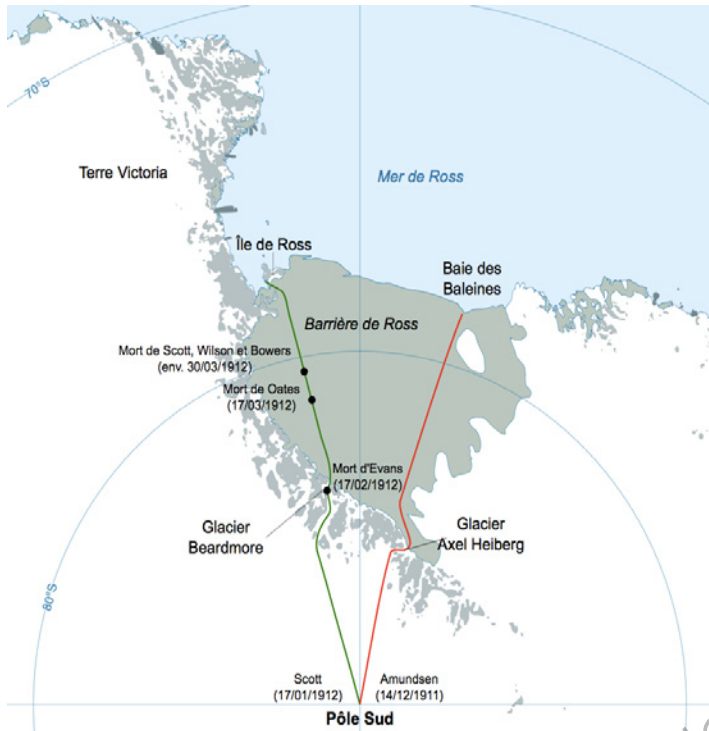 70°S
Terre Victoria
Mer de Ross
Île de Ross
Baie des
Baleines
Barrière de Ross
Mort de Scott, Wilson et Bowers
(env. 30/03/1912)
Mort de Oates
(17/03/1912)
Mort d'Evans
(17/02/1912)
Glacier
Beardmore
Glacier
Axel Heiberg
80°S
Scott
(17/01/1912)
Amundsen
(14/12/1911)
Pôle Sud